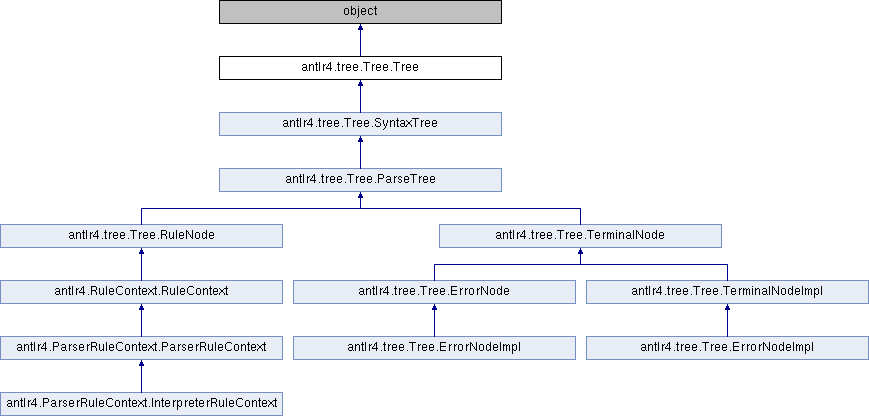 object
antlr4.tree.Tree.Tree
antlr4.tree.Tree.SyntaxTree
antlr4.tree.Tree.ParseTree
antlr4.tree.Tree.RuleNode
antlr4.tree.Tree.TerminalNode
antlr4.RuleContext.RuleContext
antlr4.tree.Tree.ErrorNode
antlr4.tree.Tree.TerminalNodeImpl
antlr4.ParserRuleContext.ParserRuleContext
antlr4.tree.Tree.ErrorNodeImpl
antlr4.tree.Tree.ErrorNodeImpl
antlr4.ParserRuleContext.InterpreterRuleContext